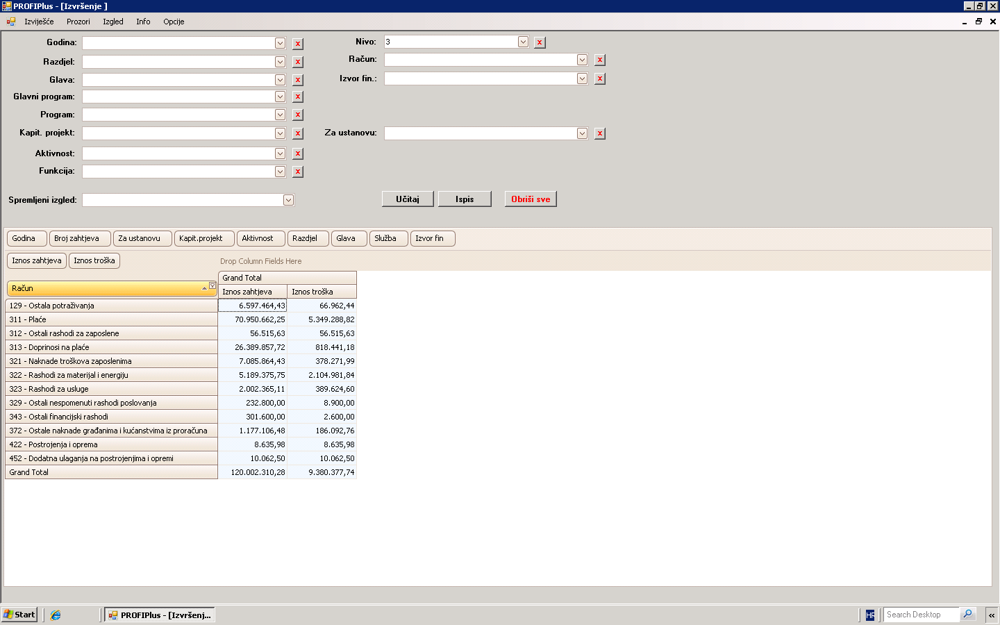 PROFIPlus - [Izvršenje ]
Izviješće Prozori Izgled Info Opcije
Godina: x Nivo: 3 x
Razdjel: x Račun: x
Glava: x Izvor fin.: x
Glavni program: x
Program: x
Kapit. projekt: x Za ustanovu: x
Aktivnost: x
Funkcija: x
Spremljeni izgled: Učitaj Ispis Obriši sve
Godina Broj zahtjeva Za ustanovu Kapit.projekt Aktivnost Razdjel Glava Služba Izvor fin
Iznos zahtjeva Iznos troška Drop Column Fields Here
Grand Total
Račun Iznos zahtjeva Iznos troška
129 - Ostala potraživanja 6.597.464,43 66.962,44
311 - Plaće 70.950.662,25 5.349.288,82
312 - Ostali rashodi za zaposlene 56.515,63 56.515,63
313 - Doprinosi na plaće 26.389.857,72 818.441,18
321 - Naknade troškova zaposlenima 7.085.864,43 378.271,99
322 - Rashodi za materijal i energiju 5.189.375,75 2.104.981,84
323 - Rashodi za usluge 2.002.365,11 389.624,60
329 - Ostali nespomenuti rashodi poslovanja 232.800,00 8.900,00
343 - Ostali financijski rashodi 301.600,00 2.600,00
372 - Ostale naknade građanima i kućanstvima iz proračuna 1.177.106,48 186.092,76
422 - Postrojenja i oprema 8.635,98 8.635,98
452 - Dodatna ulaganja na postrojenjima i opremi 10.062,50 10.062,50
Grand Total 120.002.310,28 9.380.377,74
Start PROFIPlus - [Izvršenj... HR Search Desktop «